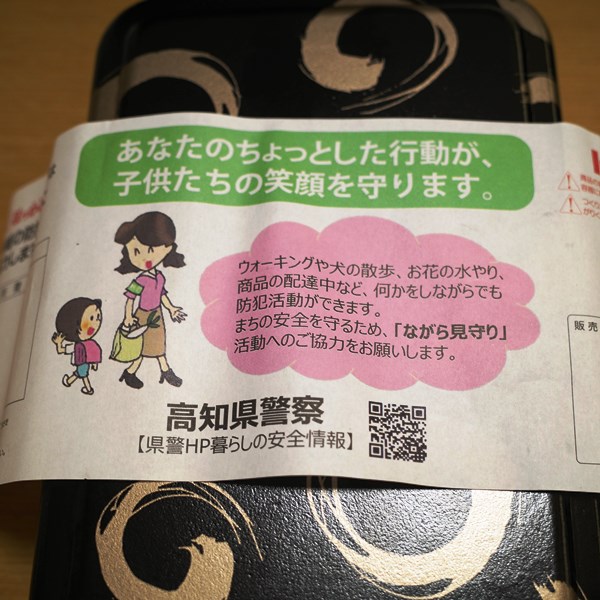 あなたのちょっとした行動が、
子供たちの笑顔を守ります。
ウォーキングや犬の散歩、お花の水やり、
商品の配達中など、何かをしながらでも
防犯活動ができます。
まちの安全を守るため、「ながら見守り」
活動へのご協力をお願いします。
高知県警察
【県警HP暮らしの安全情報】
販売